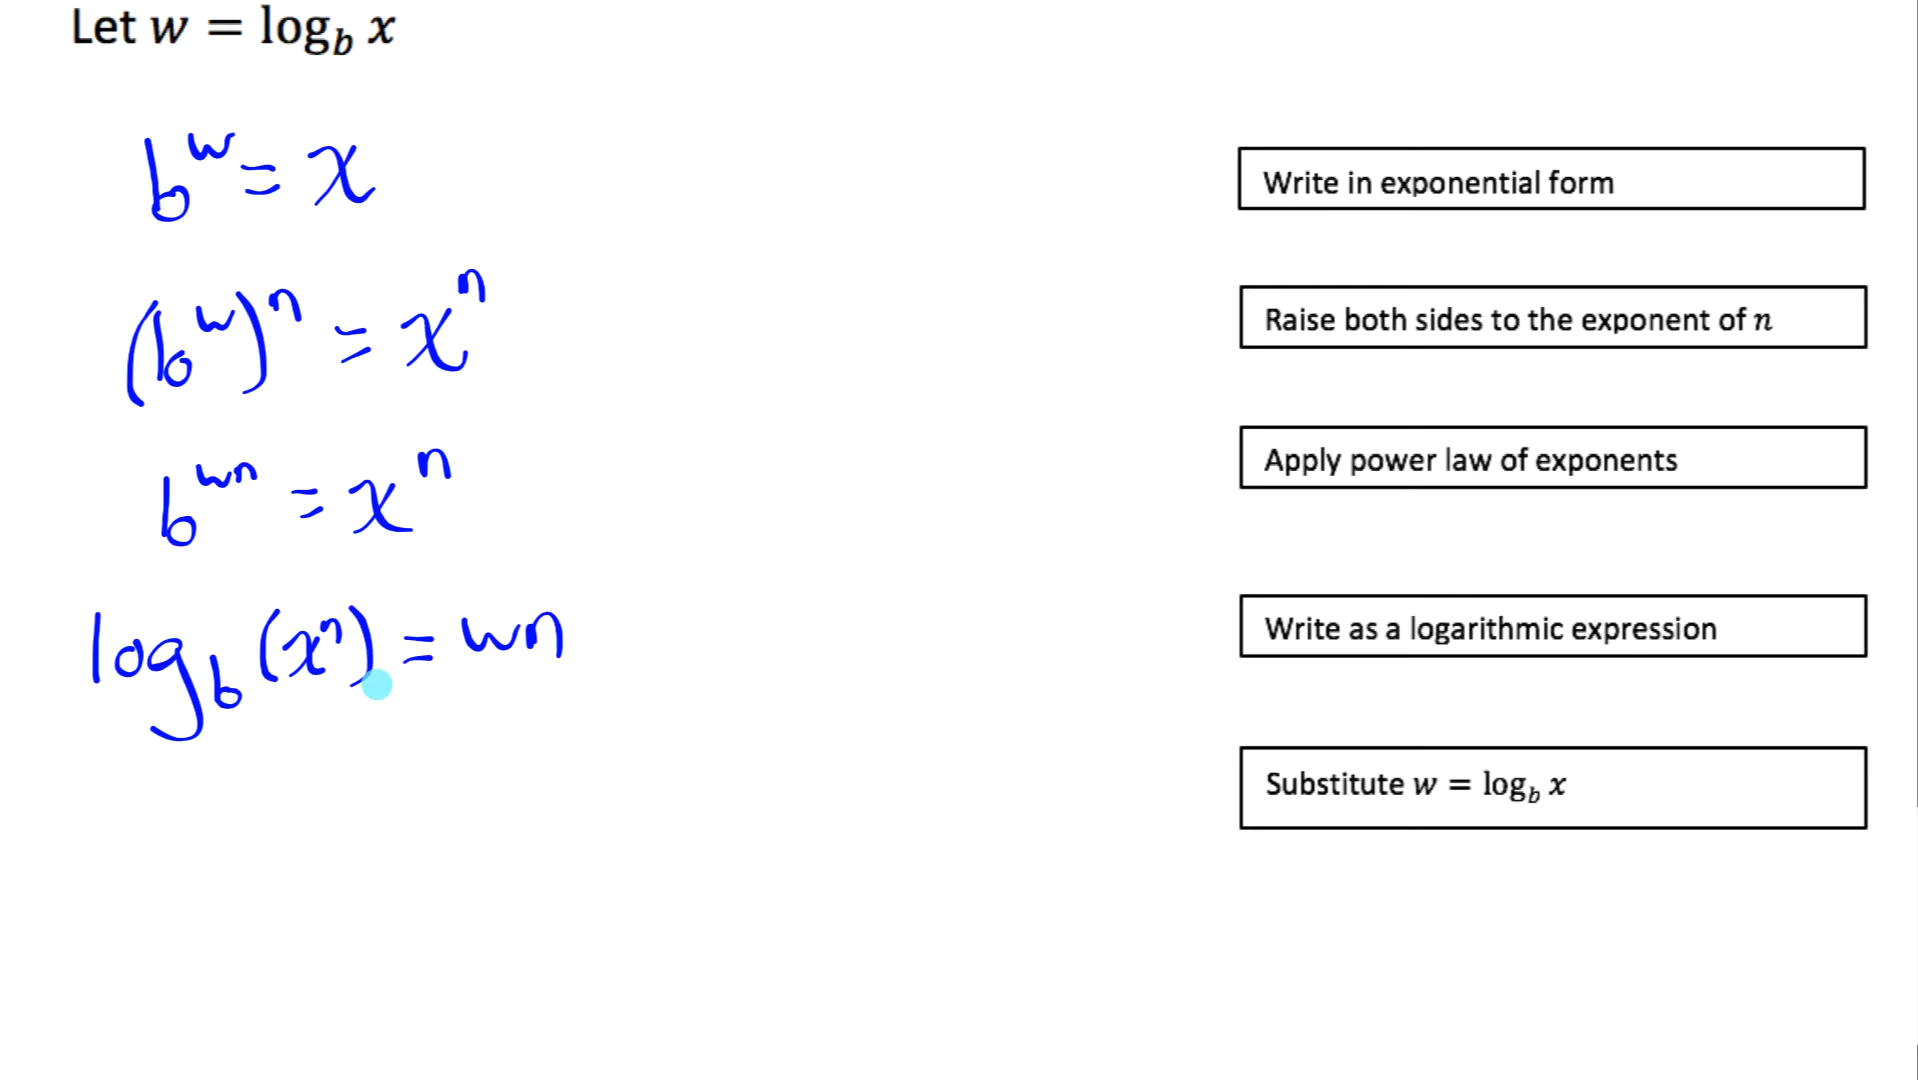 Let w = log_b x
b^w = x
Write in exponential form
(b^w)^n = x^n
Raise both sides to the exponent of n
b^wn = x^n
Apply power law of exponents
log_b (x^n) = wn
Write as a logarithmic expression
Substitute w = log_b x